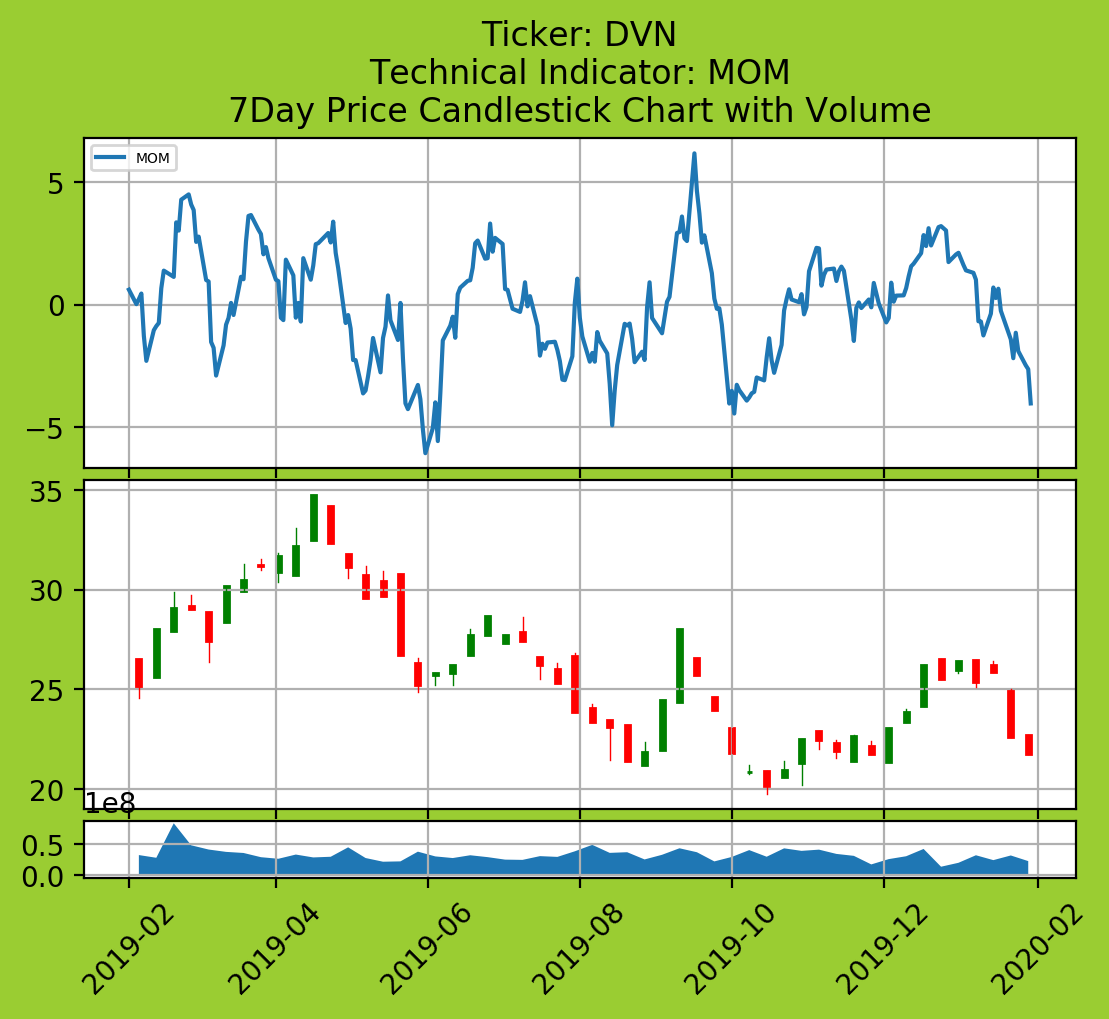 Ticker: DVN
Technical Indicator: MOM
7Day Price Candlestick Chart with Volume
MOM
5
0
−5
35
30
25
20
1e8
0.5
0.0
2019-02 2019-04 2019-06 2019-08 2019-10 2019-12 2020-02